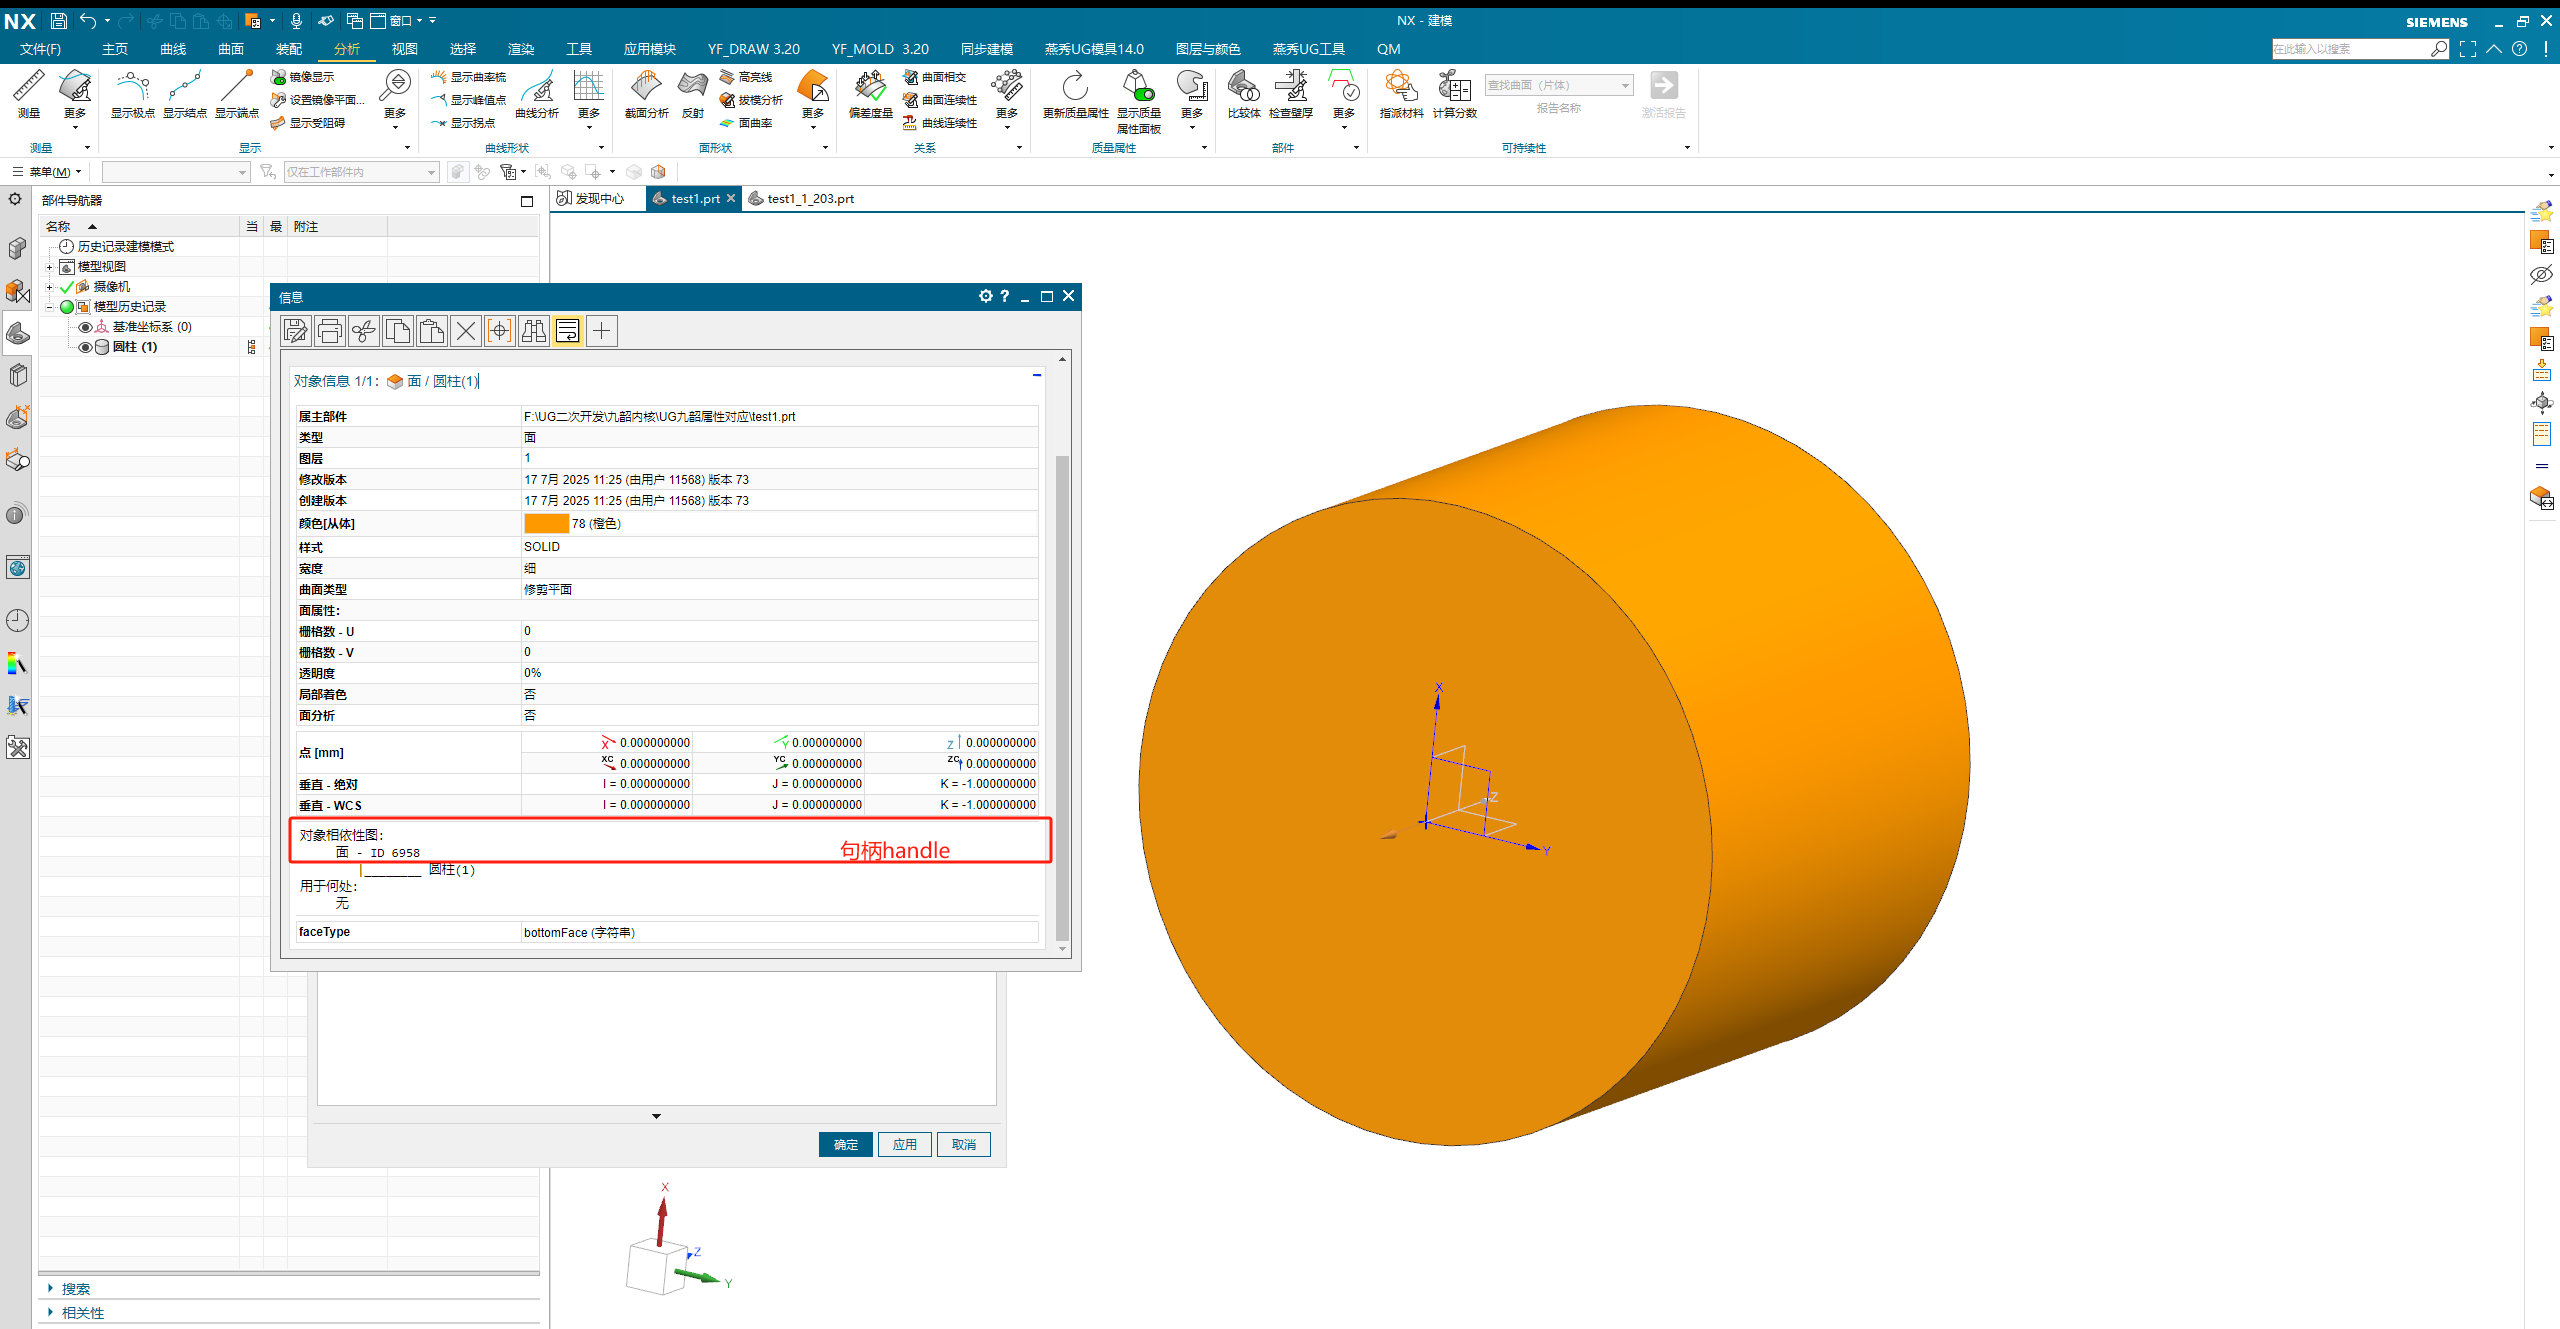 NX
窗口
NX - 建模
SIEMENS
文件(F)
主页
曲线
曲面
装配
分析
视图
选择
渲染
工具
应用模块
YF_DRAW 3.20
YF_MOLD 3.20
同步建模
燕秀UG模具14.0
图层与颜色
燕秀UG工具
QM
在此输入以搜索
测量
更多
测量
显示极点
显示结点
显示端点
镜像显示
设置镜像平面...
显示受阻碍
更多
显示
显示曲率梳
显示峰值点
显示拐点
曲线分析
更多
曲线形状
截面分析
反射
高亮线
拔模分析
面曲率
更多
面形状
偏差度量
曲面相交
曲面连续性
曲线连续性
更多
关系
更新质量属性
显示质量
属性面板
更多
质量属性
比较体
检查壁厚
更多
部件
指派材料
计算分数
查找曲面（片体）
报告名称
激活报告
可持续性
菜单(M)
仅在工作部件内
部件导航器
发现中心
test1.prt
test1_1_203.prt
名称 当 最 附注
历史记录建模模式
模型视图
摄像机
模型历史记录
基准坐标系 (0)
圆柱 (1)
信息
对象信息 1/1: 面 / 圆柱(1)
属主部件 F:\UG二次开发\九韶内核\UG九韶属性对应\test1.prt
类型 面
图层 1
修改版本 17 7月 2025 11:25 (由用户 11568) 版本 73
创建版本 17 7月 2025 11:25 (由用户 11568) 版本 73
颜色[从体] 78 (橙色)
样式 SOLID
宽度 细
曲面类型 修剪平面
面属性:
栅格数 - U 0
栅格数 - V 0
透明度 0%
局部着色 否
面分析 否
点 [mm] X 0.000000000 Y 0.000000000 Z 0.000000000
XC 0.000000000 YC 0.000000000 ZC 0.000000000
垂直 - 绝对 I = 0.000000000 J = 0.000000000 K = -1.000000000
垂直 - WCS I = 0.000000000 J = 0.000000000 K = -1.000000000
对象相依性图:
面 - ID 6958
句柄handle
|________ 圆柱(1)
用于何处:
无
faceType bottomFace (字符串)
确定
应用
取消
X
Z
Y
X
Z
Y
搜索
相关性